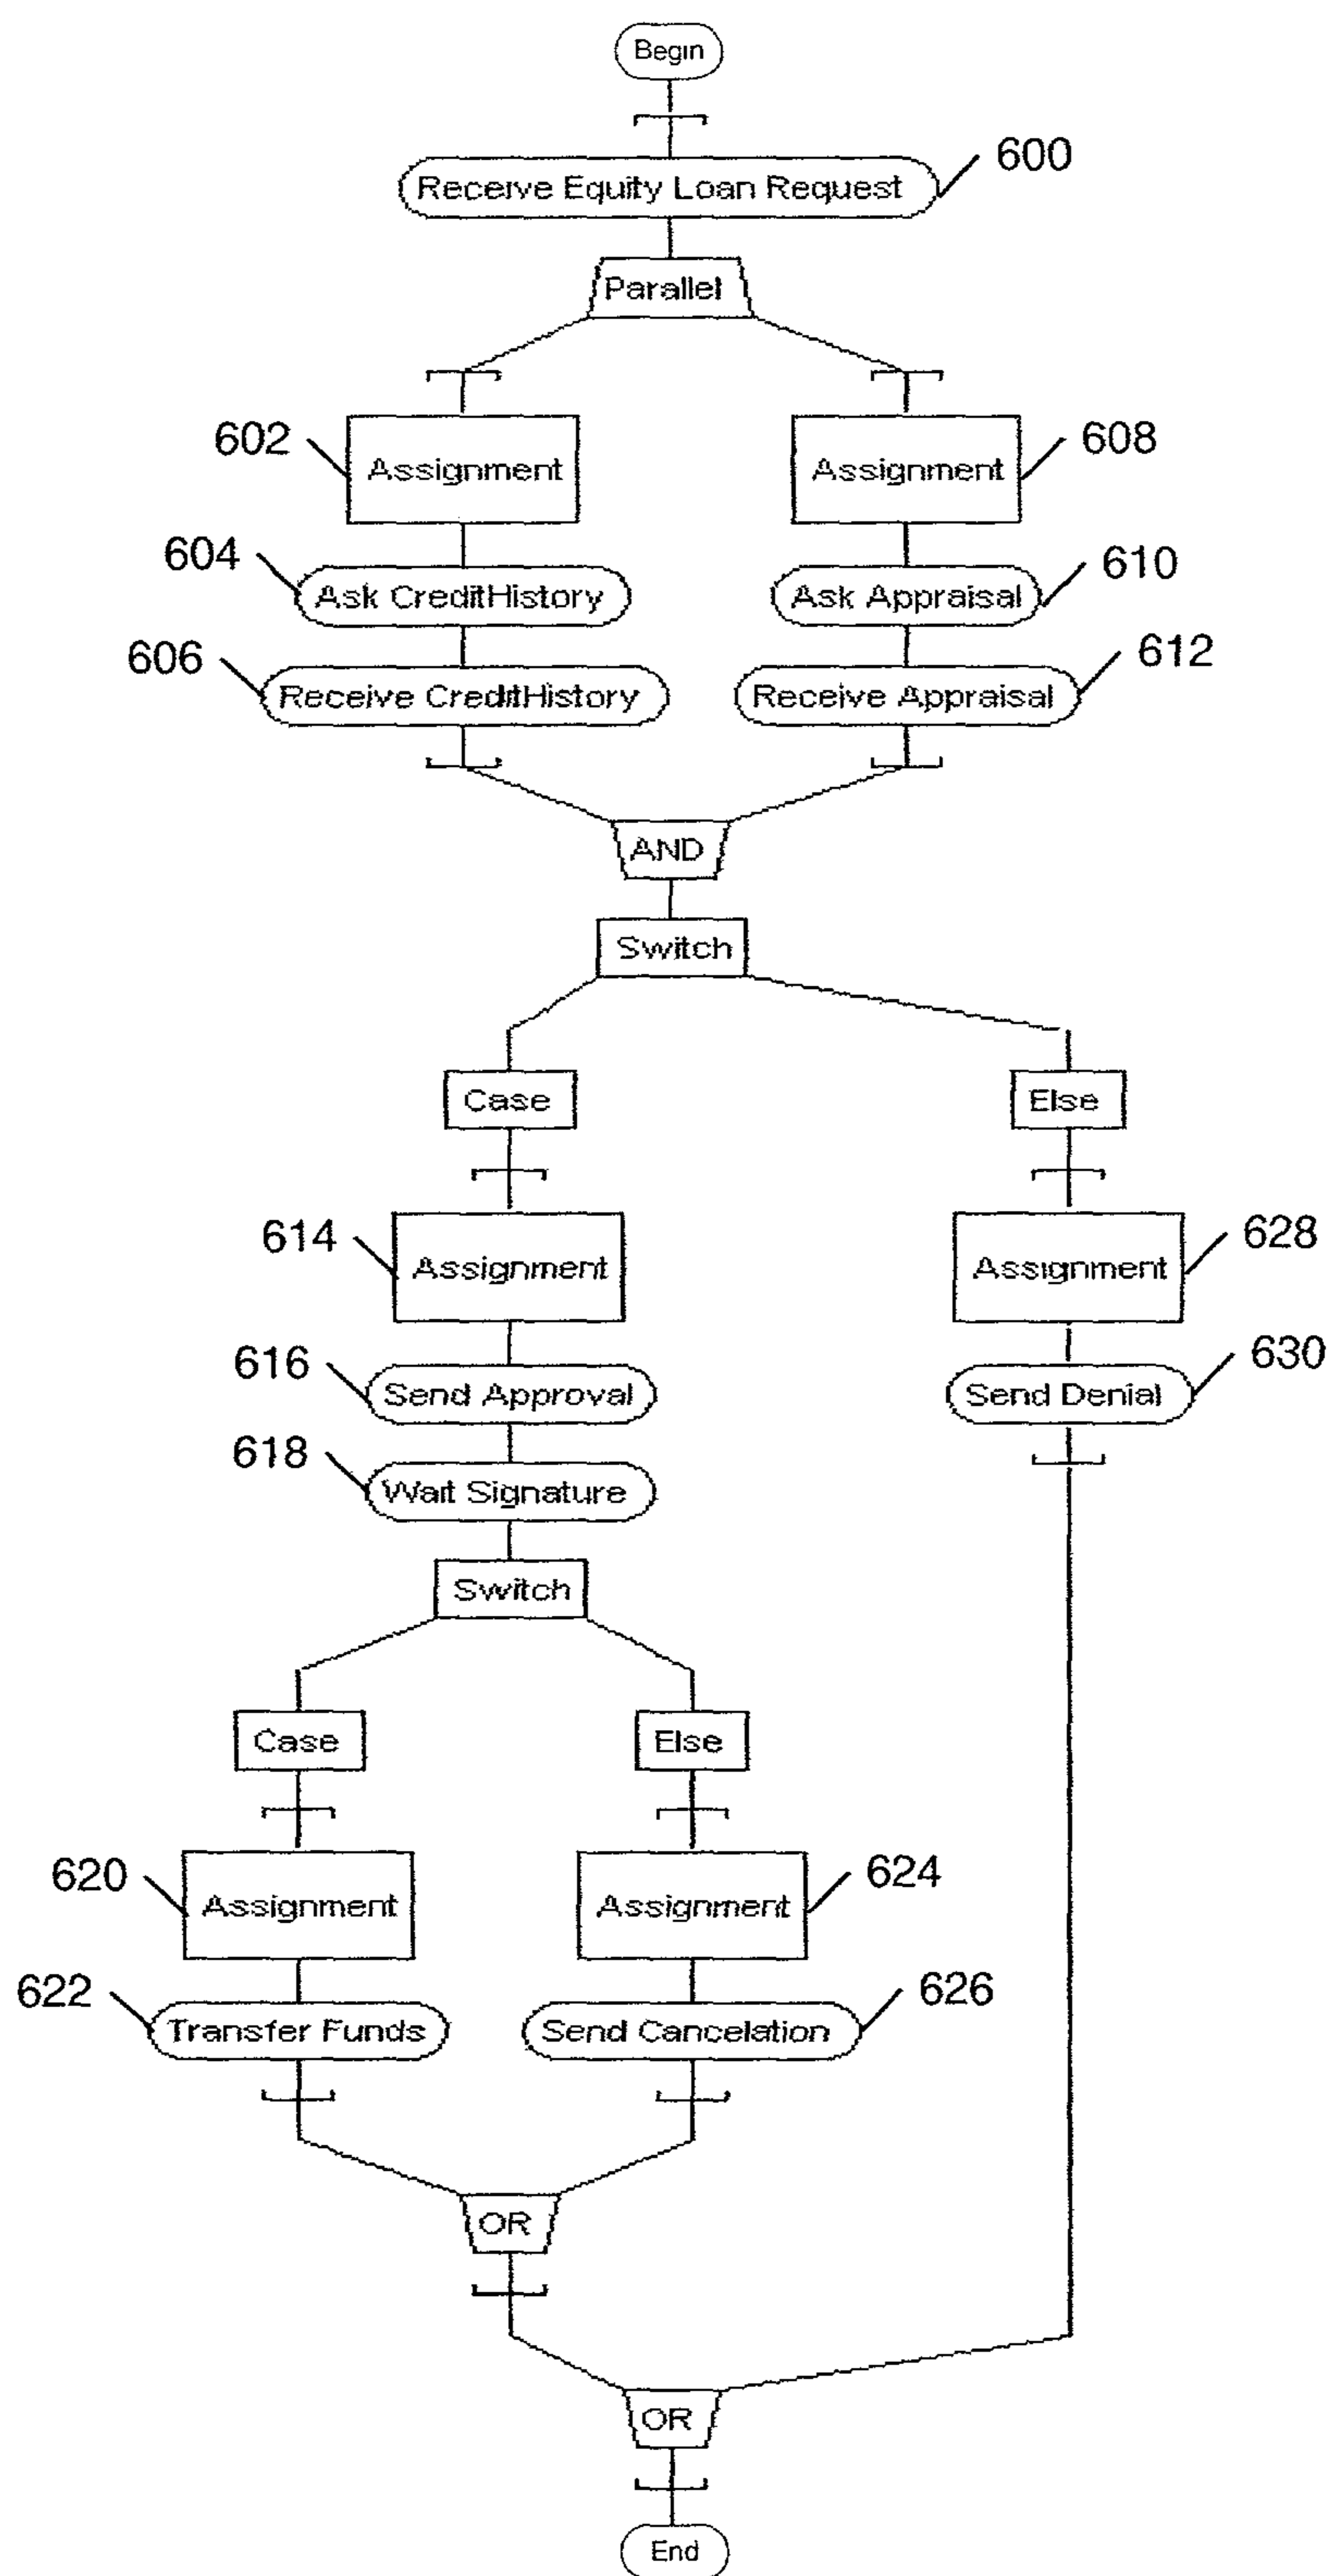 Begin
Receive Equity Loan Request
600
Parallel
602
Assignment
Assignment
608
604
Ask CreditHistory
Ask Appraisal
610
606
Receive CreditHistory
Receive Appraisal
612
AND
Switch
Case
Else
614
Assignment
Assignment
628
616
Send Approval
Send Denial
630
618
Wait Signature
Switch
Case
Else
620
Assignment
Assignment
624
622
Transfer Funds
Send Cancelation
626
OR
OR
End